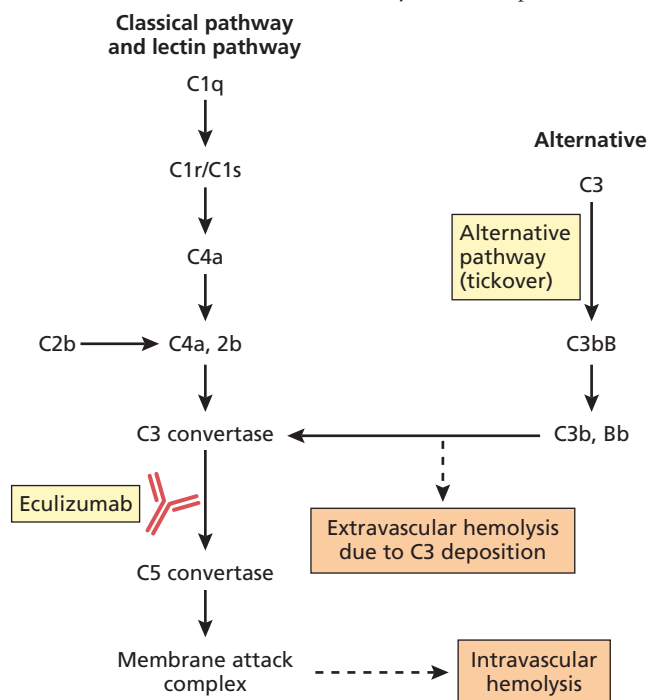 Classical pathway
and lectin pathway
C1q
C1r/C1s
C4a
C2b
C4a, 2b
C3 convertase
Eculizumab
C5 convertase
Membrane attack
complex
Alternative
C3
Alternative
pathway
(tickover)
C3bB
C3b, Bb
Extravascular hemolysis
due to C3 deposition
Intravascular
hemolysis